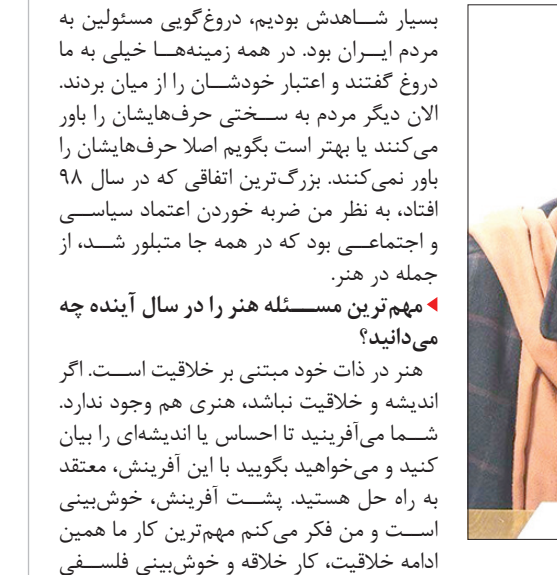 بسیار شاهدش بودیم، دروغ‌گویی مسئولین به
مردم ایران بود. در همه زمینه‌ها خیلی به ما
دروغ گفتند و اعتبار خودشان را از میان بردند.
الان دیگر مردم به سختی حرف‌هایشان را باور
می‌کنند یا بهتر است بگویم اصلا حرف‌هایشان را
باور نمی‌کنند. بزرگ‌ترین اتفاقی که در سال ۹۸
افتاد، به نظر من ضربه خوردن اعتماد سیاسی
و اجتماعی بود که در همه جا متبلور شد، از
جمله در هنر.
مهم‌ترین مسئله هنر را در سال آینده چه
می‌دانید؟
هنر در ذات خود مبتنی بر خلاقیت است. اگر
اندیشه و خلاقیت نباشد، هنری هم وجود ندارد.
شما می‌آفرینید تا احساس یا اندیشه‌ای را بیان
کنید و می‌خواهید بگویید با این آفرینش، معتقد
به راه حل هستید. پشت آفرینش، خوش‌بینی
است و من فکر می‌کنم مهم‌ترین کار ما همین
ادامه خلاقیت، کار خلاقه و خوش‌بینی فلسفی